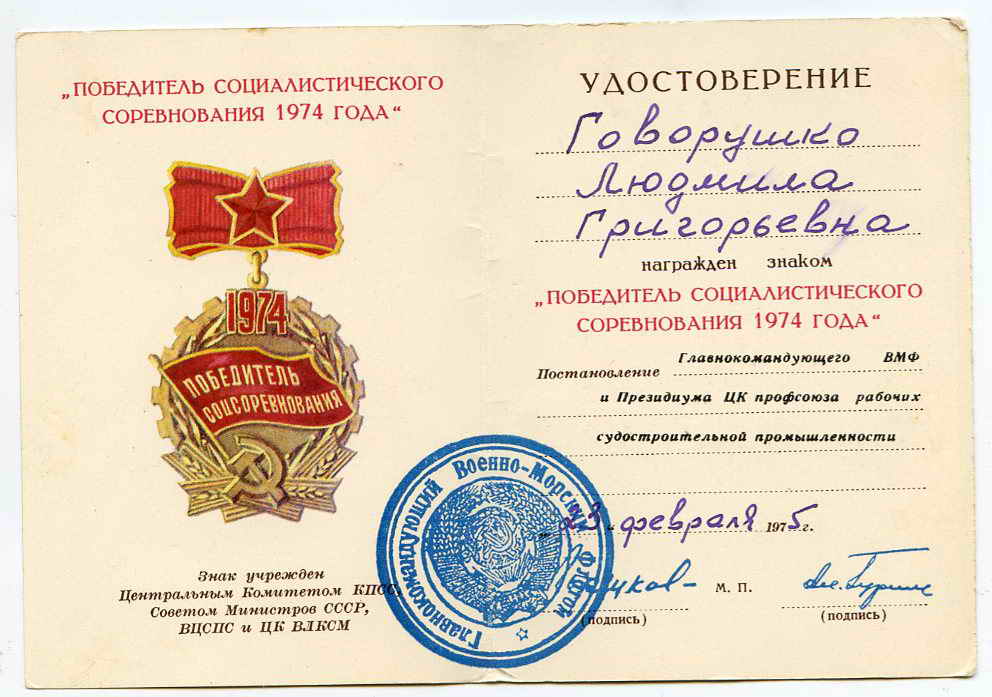 „ПОБЕДИТЕЛЬ СОЦИАЛИСТИЧЕСКОГО
СОРЕВНОВАНИЯ 1974 ГОДА“
1974
ПОБЕДИТЕЛЬ
СОЦСОРЕВНОВАНИЯ
Знак учрежден
Центральным Комитетом КПСС,
Советом Министров СССР,
ВЦСПС и ЦК ВЛКСМ
УДОСТОВЕРЕНИЕ
Говорушко
Людмила
Григорьевна
награжден знаком
„ПОБЕДИТЕЛЬ СОЦИАЛИСТИЧЕСКОГО
СОРЕВНОВАНИЯ 1974 ГОДА“
Постановление Главнокомандующего ВМФ
и Президиума ЦК профсоюза рабочих
судостроительной промышленности
„23“ февраля 1975 г.
М. П.
(подпись) (подпись)
Главнокомандующий Военно-Морским Флотом